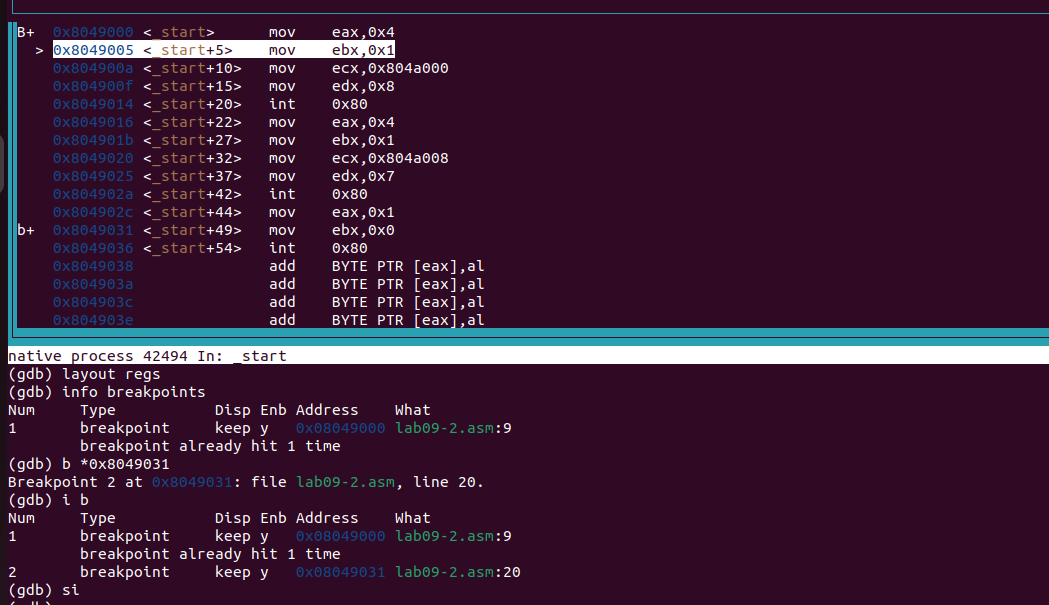 B+ 0x8049000 <_start> mov eax,0x4
> 0x8049005 <_start+5> mov ebx,0x1
0x804900a <_start+10> mov ecx,0x804a000
0x804900f <_start+15> mov edx,0x8
0x8049014 <_start+20> int 0x80
0x8049016 <_start+22> mov eax,0x4
0x804901b <_start+27> mov ebx,0x1
0x8049020 <_start+32> mov ecx,0x804a008
0x8049025 <_start+37> mov edx,0x7
0x804902a <_start+42> int 0x80
0x804902c <_start+44> mov eax,0x1
b+ 0x8049031 <_start+49> mov ebx,0x0
0x8049036 <_start+54> int 0x80
0x8049038 add BYTE PTR [eax],al
0x804903a add BYTE PTR [eax],al
0x804903c add BYTE PTR [eax],al
0x804903e add BYTE PTR [eax],al
native process 42494 In: _start
(gdb) layout regs
(gdb) info breakpoints
Num Type Disp Enb Address What
1 breakpoint keep y 0x08049000 lab09-2.asm:9
breakpoint already hit 1 time
(gdb) b *0x8049031
Breakpoint 2 at 0x8049031: file lab09-2.asm, line 20.
(gdb) i b
Num Type Disp Enb Address What
1 breakpoint keep y 0x08049000 lab09-2.asm:9
breakpoint already hit 1 time
2 breakpoint keep y 0x08049031 lab09-2.asm:20
(gdb) si